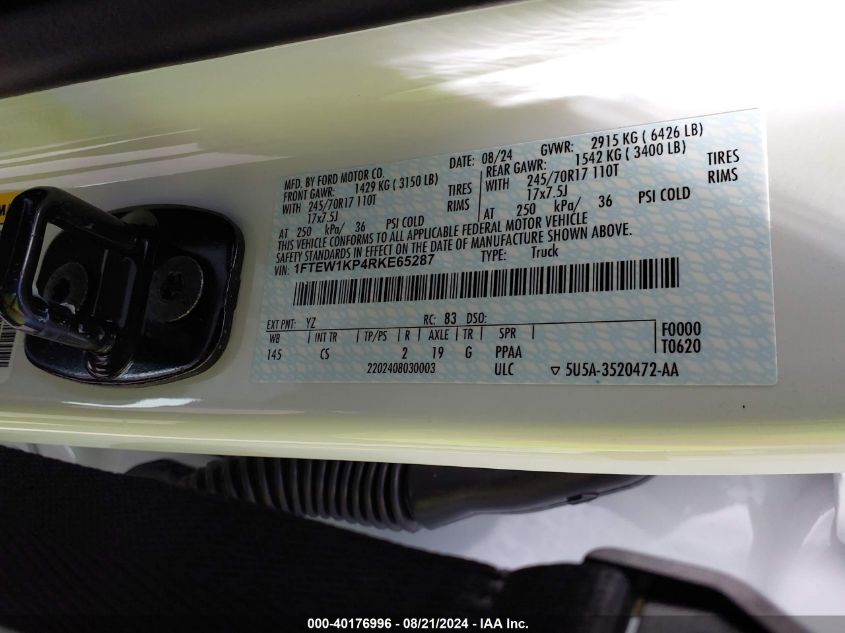 MFD. BY FORD MOTOR CO.
DATE: 08/24 GVWR: 2915 KG ( 6426 LB)
FRONT GAWR: 1429 KG ( 3150 LB)
REAR GAWR: 1542 KG ( 3400 LB)
WITH 245/70R17 110T TIRES
WITH 245/70R17 110T TIRES
17x7.5J RIMS
17x7.5J RIMS
AT 250 kPa/ 36 PSI COLD
AT 250 kPa/ 36 PSI COLD
THIS VEHICLE CONFORMS TO ALL APPLICABLE FEDERAL MOTOR VEHICLE
SAFETY STANDARDS IN EFFECT ON THE DATE OF MANUFACTURE SHOWN ABOVE.
VIN: 1FTEW1KP4RKE65287 TYPE: Truck
EXT PNT: YZ RC: 83 DSO:
WB INT TR TP/PS R AXLE TR SPR F0000
145 CS 2 19 G PPAA T0620
2202408030003 ULC ▽ 5U5A-3520472-AA
000-40176996 - 08/21/2024 - IAA Inc.